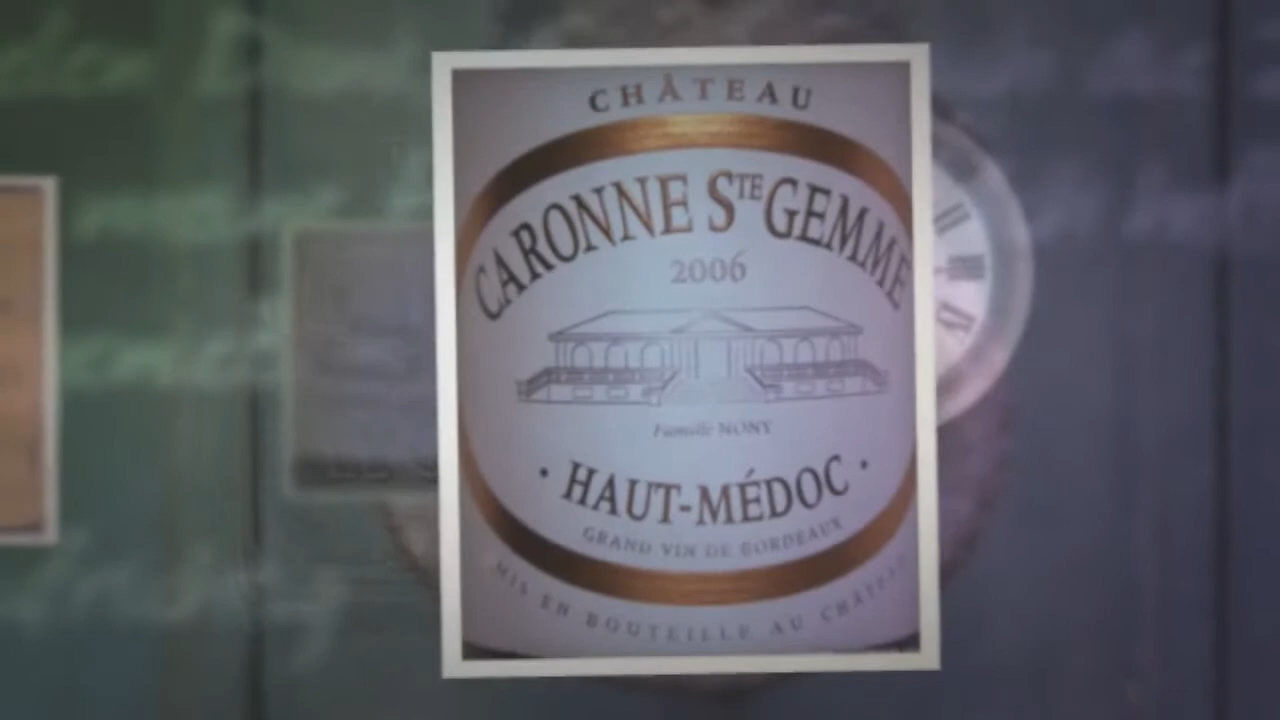 CHÂTEAU
CARONNE STE GEMME
2006
Famille NONY
• HAUT-MÉDOC •
GRAND VIN DE BORDEAUX
MIS EN BOUTEILLE AU CHÂTEAU